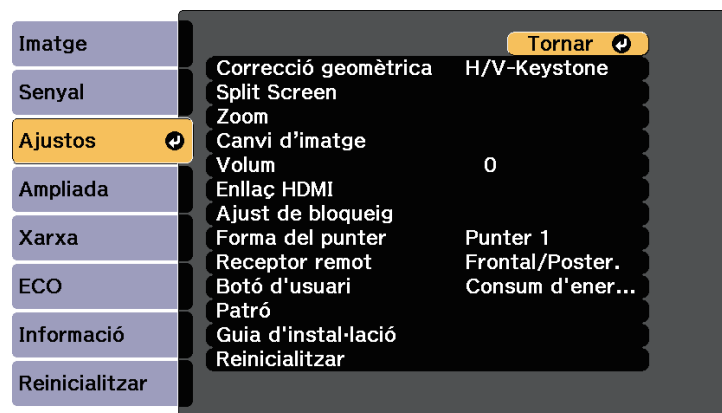 Imatge
Senyal
Ajustos
Ampliada
Xarxa
ECO
Informació
Reinicialitzar
Tornar
Correcció geomètrica H/V-Keystone
Split Screen
Zoom
Canvi d’imatge
Volum 0
Enllaç HDMI
Ajust de bloqueig
Forma del punter Punter 1
Receptor remot Frontal/Poster.
Botó d'usuari Consum d'ener...
Patró
Guia d'instal·lació
Reinicialitzar